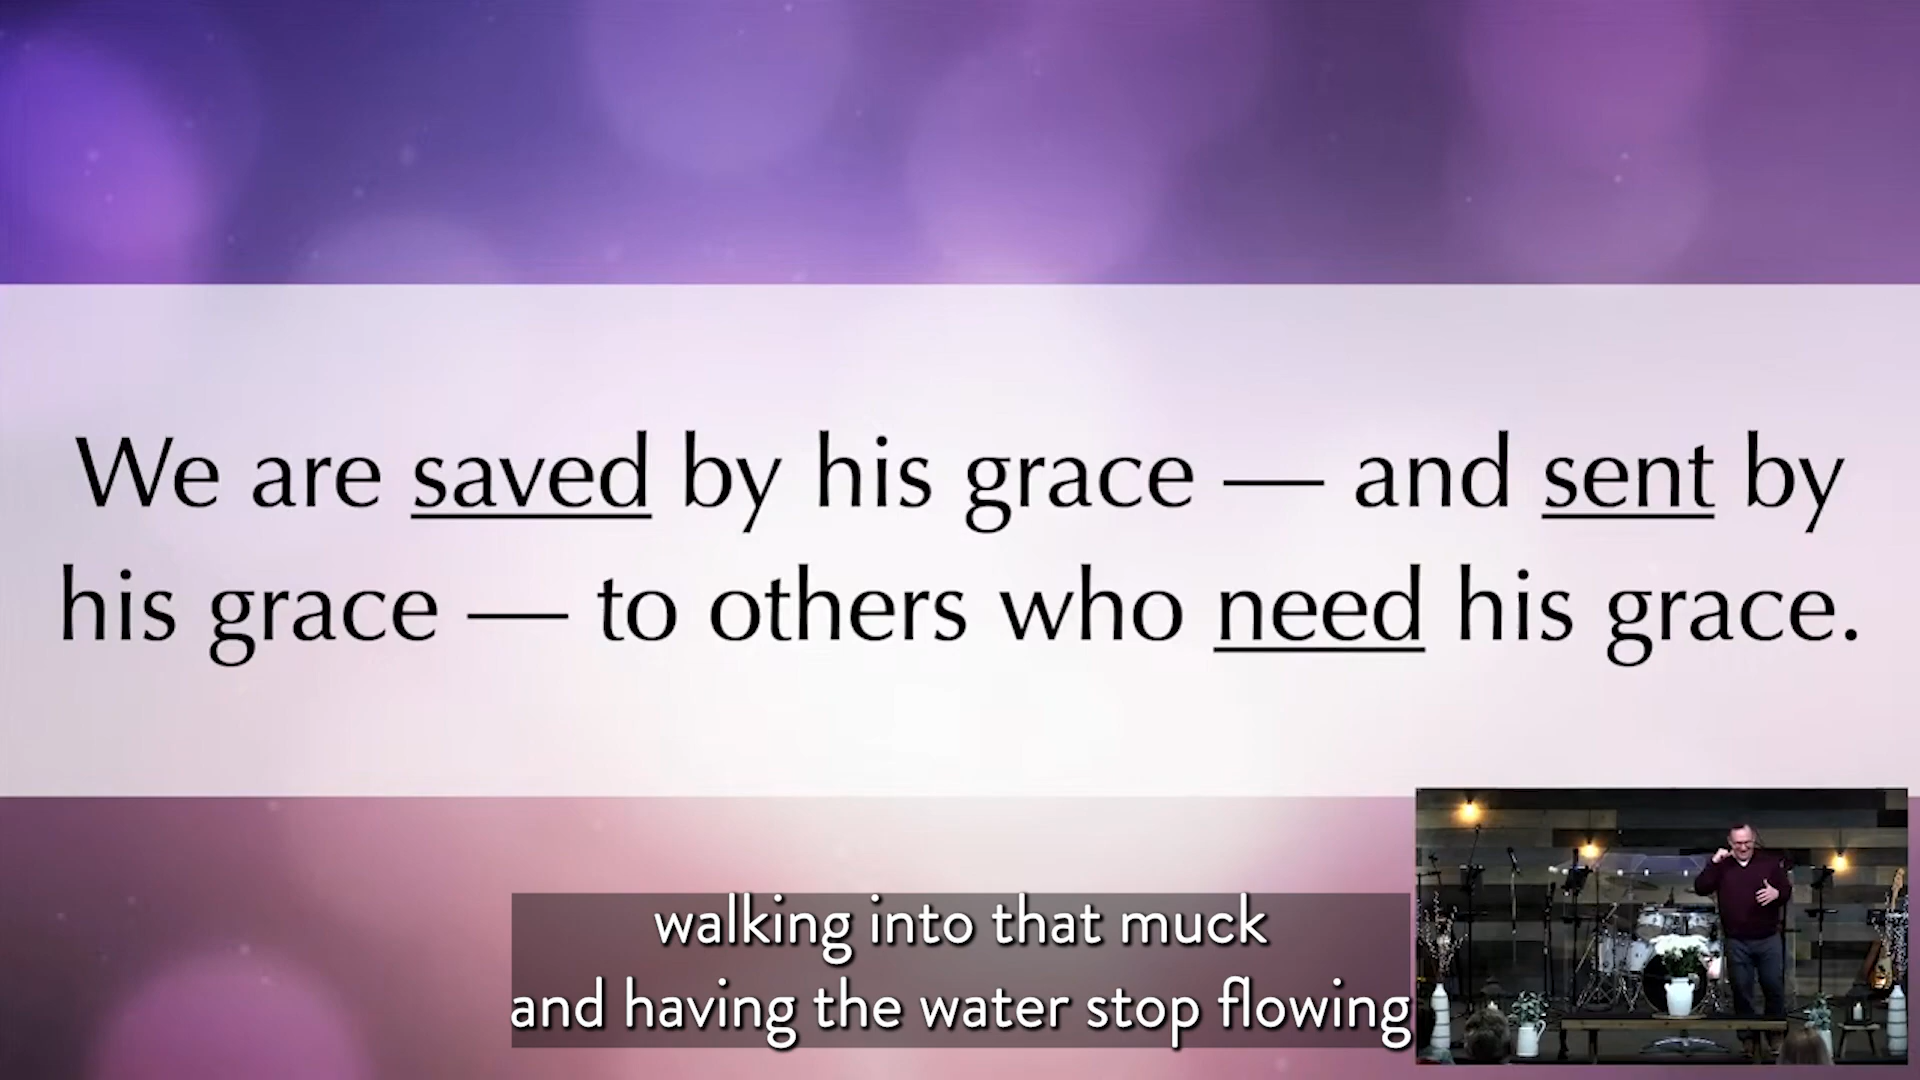 We are saved by his grace — and sent by
his grace — to others who need his grace.
walking into that muck
and having the water stop flowing